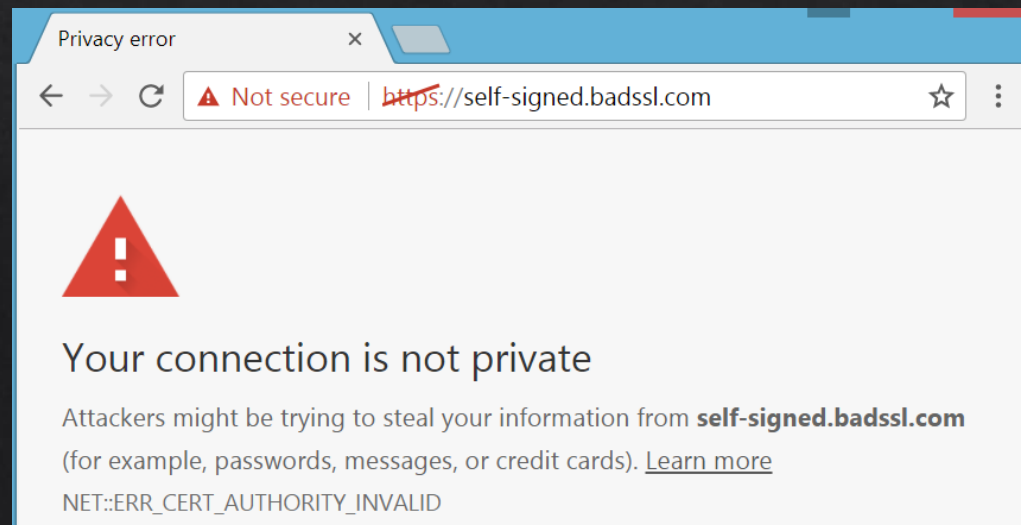 Privacy error
Not secure https://self-signed.badssl.com
Your connection is not private
Attackers might be trying to steal your information from self-signed.badssl.com
(for example, passwords, messages, or credit cards). Learn more
NET::ERR_CERT_AUTHORITY_INVALID